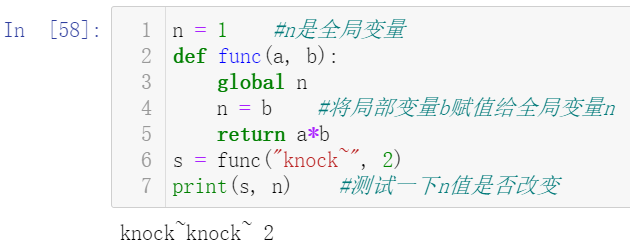 In [58]:
1 n = 1    #n是全局变量
2 def func(a, b):
3     global n
4     n = b    #将局部变量b赋值给全局变量n
5     return a*b
6 s = func("knock~", 2)
7 print(s, n)    #测试一下n值是否改变
knock~knock~ 2